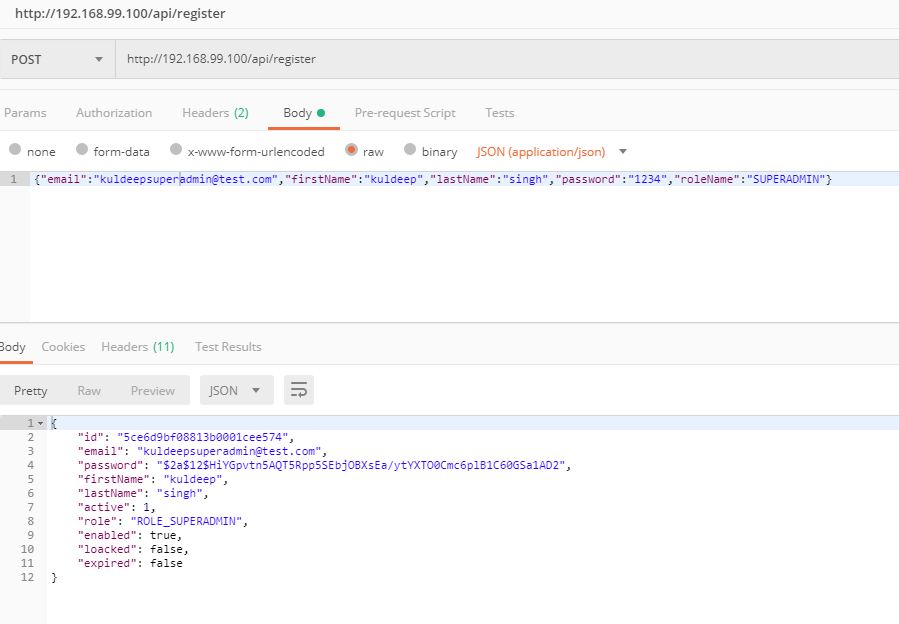 http://192.168.99.100/api/register
POST http://192.168.99.100/api/register
Params Authorization Headers (2) Body Pre-request Script Tests
none form-data x-www-form-urlencoded raw binary JSON (application/json)
1 {"email":"kuldeepsuperadmin@test.com","firstName":"kuldeep","lastName":"singh","password":"1234","roleName":"SUPERADMIN"}
Body Cookies Headers (11) Test Results
Pretty Raw Preview JSON
1 {
2 "id": "5ce6d9bf08813b0001cee574",
3 "email": "kuldeepsuperadmin@test.com",
4 "password": "$2a$12$HiYGpvtn5AQT5Rpp5SEbjOBXsEa/ytYXTO0Cmc6plB1C60GSa1AD2",
5 "firstName": "kuldeep",
6 "lastName": "singh",
7 "active": 1,
8 "role": "ROLE_SUPERADMIN",
9 "enabled": true,
10 "loacked": false,
11 "expired": false
12 }